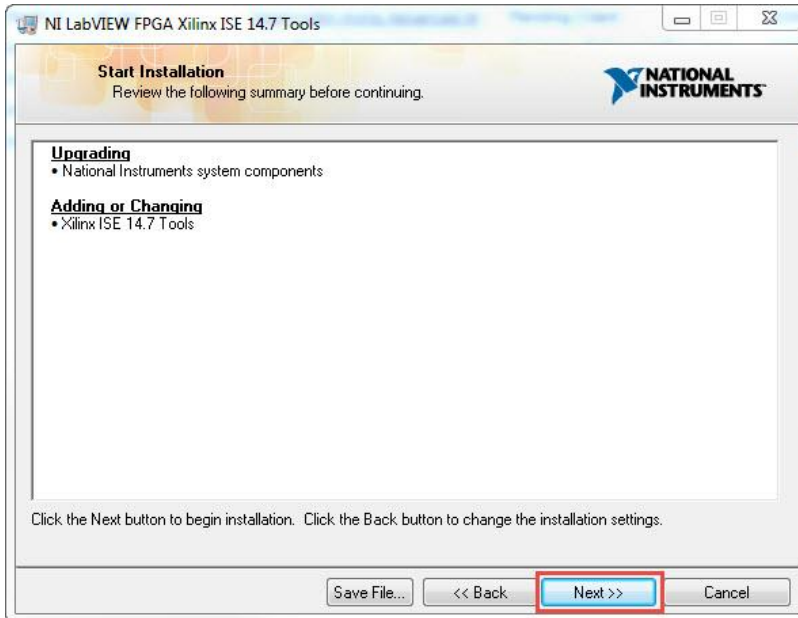 NI LabVIEW FPGA Xilinx ISE 14.7 Tools
Start Installation
Review the following summary before continuing.
NATIONAL
INSTRUMENTS
Upgrading
• National Instruments system components
Adding or Changing
• Xilinx ISE 14.7 Tools
Click the Next button to begin installation. Click the Back button to change the installation settings.
Save File... << Back Next >> Cancel